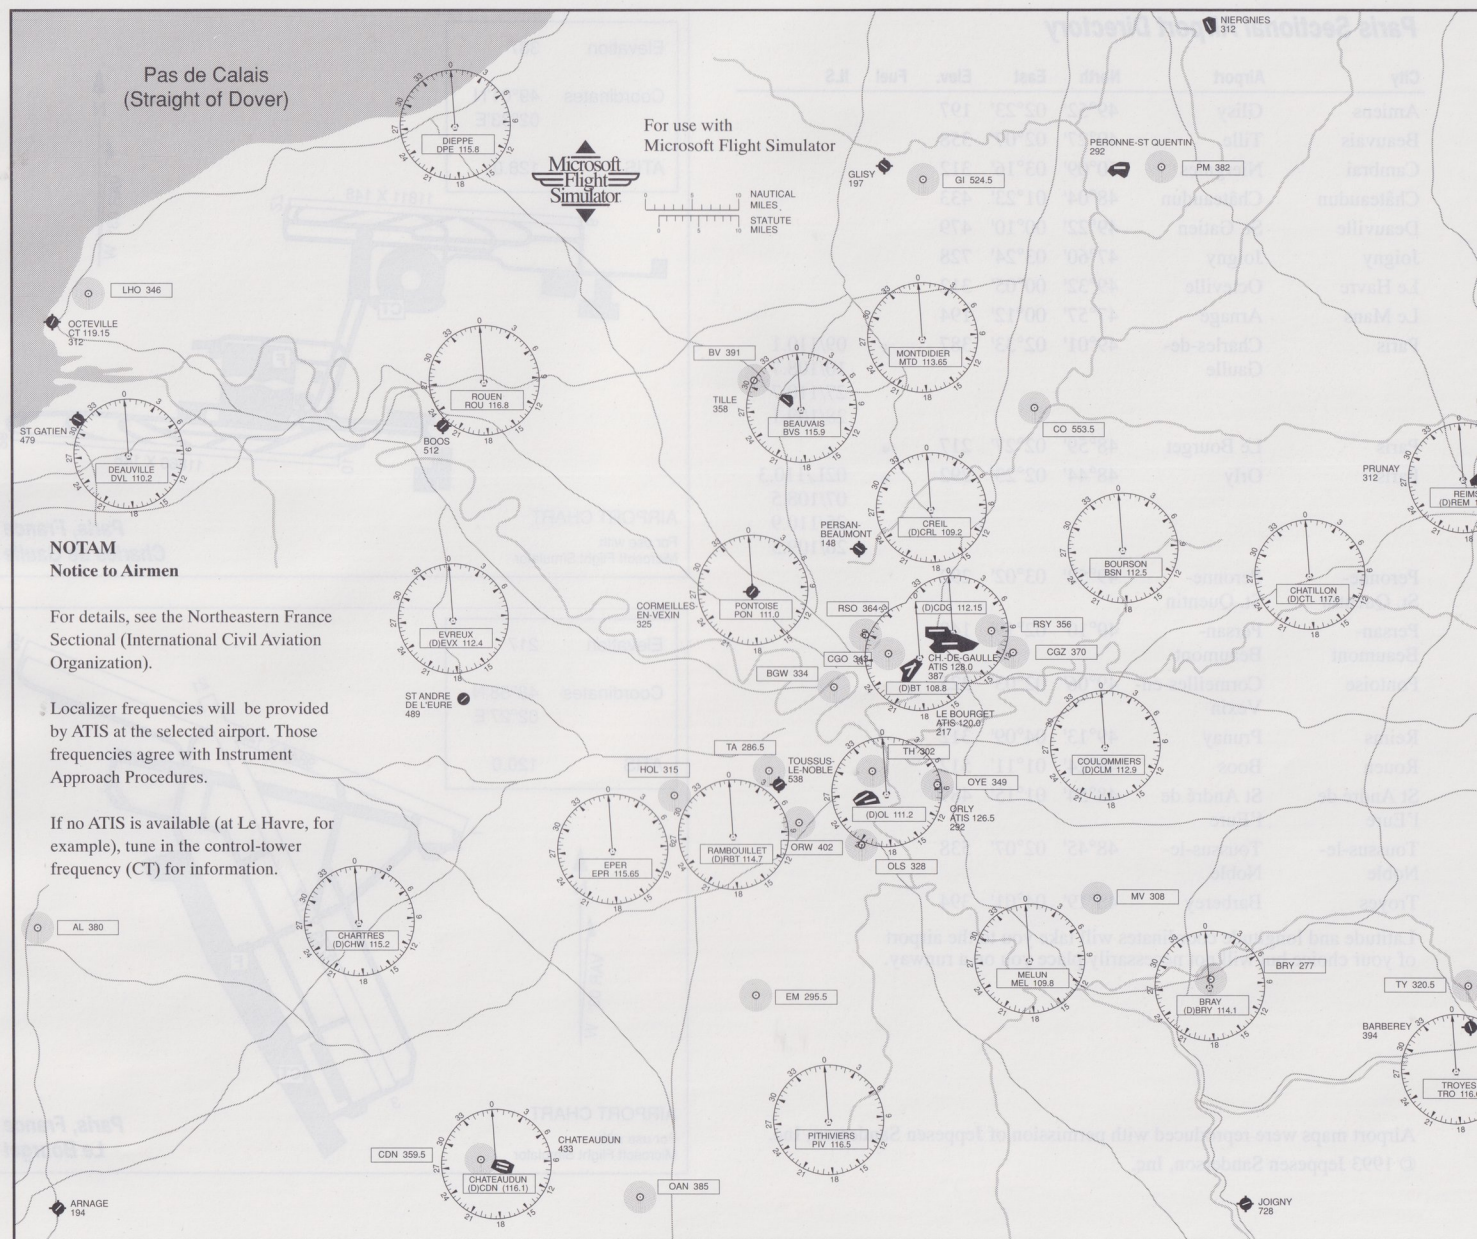 Pas de Calais
(Straight of Dover)
For use with
Microsoft Flight Simulator
Microsoft
Flight
Simulator
NAUTICAL
MILES
STATUTE
MILES
0 5 10
0 5 10
NIERGNIES
312
DIEPPE
DPE 115.8
GLISY
197
GI 524.5
PERONNE-ST QUENTIN
292
PM 382
LHO 346
OCTEVILLE
CT 119.15
312
ROUEN
ROU 116.8
BV 391
TILLE
358
BEAUVAIS
BVS 115.9
MONTDIDIER
MTD 113.65
CO 553.5
ST GATIEN
479
DEAUVILLE
DVL 110.2
BOOS
512
PRUNAY
312
REIMS
(D)REM 1
CREIL
(D)CRL 109.2
PERSAN-
BEAUMONT
148
BOURSON
BSN 112.5
CHATILLON
(D)CTL 117.6
NOTAM
Notice to Airmen
For details, see the Northeastern France
Sectional (International Civil Aviation
Organization).
Localizer frequencies will be provided
by ATIS at the selected airport. Those
frequencies agree with Instrument
Approach Procedures.
If no ATIS is available (at Le Havre, for
example), tune in the control-tower
frequency (CT) for information.
EVREUX
(D)EVX 112.4
CORMEILLES-
EN-VEXIN
325
PONTOISE
PON 111.0
RSO 364
(D)CDG 112.15
RSY 356
CGO 343
CGZ 370
CH.-DE-GAULLE
ATIS 128.0
387
BGW 334
(D)BT 108.8
LE BOURGET
ATIS 120.0
217
ST ANDRE
DE L'EURE
489
TA 286.5
TOUSSUS-
LE-NOBLE
538
TH 302
HOL 315
OYE 349
COULOMMIERS
(D)CLM 112.9
(D)OL 111.2
ORLY
ATIS 126.5
292
EPER
EPR 115.65
RAMBOUILLET
(D)RBT 114.7
ORW 402
OLS 328
MV 308
AL 380
CHARTRES
(D)CHW 115.2
MELUN
MEL 109.8
BRAY
(D)BRY 114.1
BRY 277
TY 320.5
EM 295.5
BARBEREY
394
TROYES
TRO 116.
PITHIVIERS
PIV 116.5
CDN 359.5
CHATEAUDUN
433
CHATEAUDUN
(D)CDN (116.1)
OAN 385
ARNAGE
194
JOIGNY
728